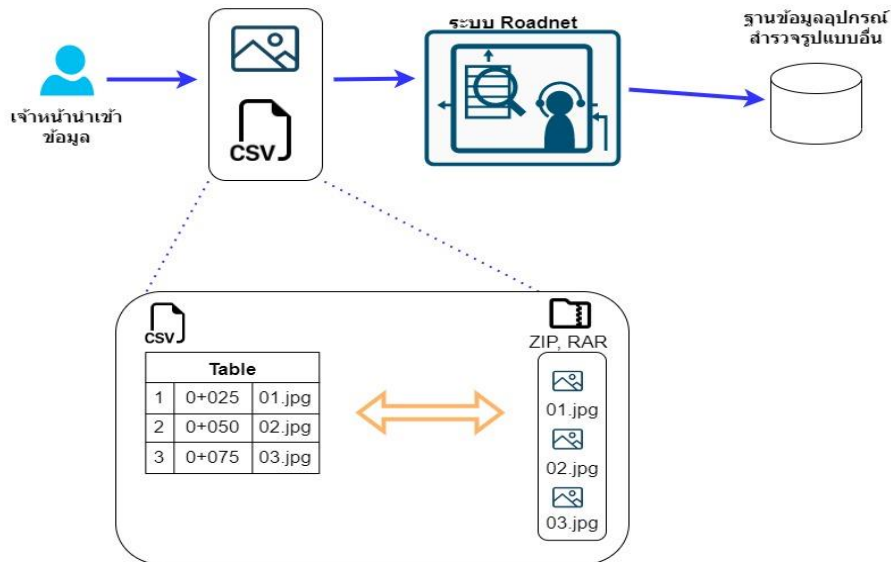 ระบบ Roadnet
ฐานข้อมูลอุปกรณ์
สำรวจรูปแบบอื่น
เจ้าหน้านำเข้า
ข้อมูล
CSV
CSV
Table
1 0+025 01.jpg
2 0+050 02.jpg
3 0+075 03.jpg
ZIP, RAR
01.jpg
02.jpg
03.jpg